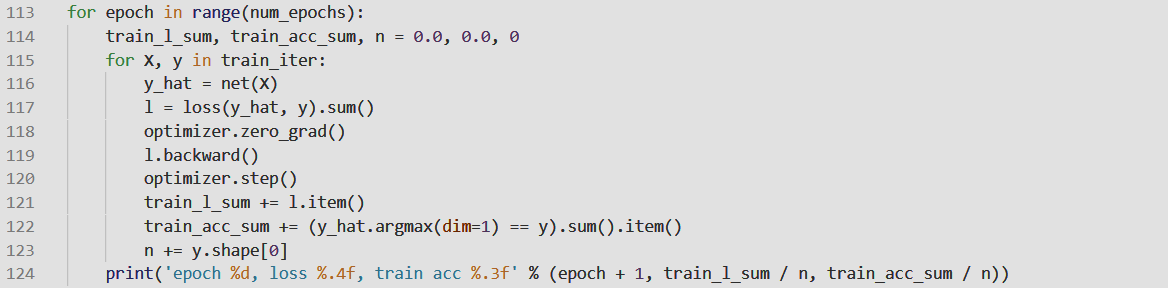 113 for epoch in range(num_epochs):
114     train_l_sum, train_acc_sum, n = 0.0, 0.0, 0
115     for X, y in train_iter:
116         y_hat = net(X)
117         l = loss(y_hat, y).sum()
118         optimizer.zero_grad()
119         l.backward()
120         optimizer.step()
121         train_l_sum += l.item()
122         train_acc_sum += (y_hat.argmax(dim=1) == y).sum().item()
123         n += y.shape[0]
124     print('epoch %d, loss %.4f, train acc %.3f' % (epoch + 1, train_l_sum / n, train_acc_sum / n))